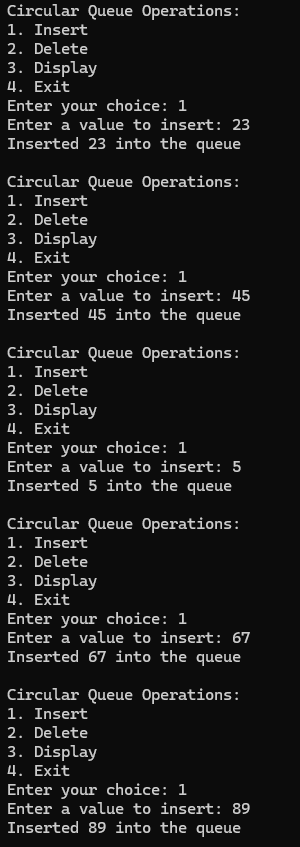 Circular Queue Operations:
1. Insert
2. Delete
3. Display
4. Exit
Enter your choice: 1
Enter a value to insert: 23
Inserted 23 into the queue

Circular Queue Operations:
1. Insert
2. Delete
3. Display
4. Exit
Enter your choice: 1
Enter a value to insert: 45
Inserted 45 into the queue

Circular Queue Operations:
1. Insert
2. Delete
3. Display
4. Exit
Enter your choice: 1
Enter a value to insert: 5
Inserted 5 into the queue

Circular Queue Operations:
1. Insert
2. Delete
3. Display
4. Exit
Enter your choice: 1
Enter a value to insert: 67
Inserted 67 into the queue

Circular Queue Operations:
1. Insert
2. Delete
3. Display
4. Exit
Enter your choice: 1
Enter a value to insert: 89
Inserted 89 into the queue